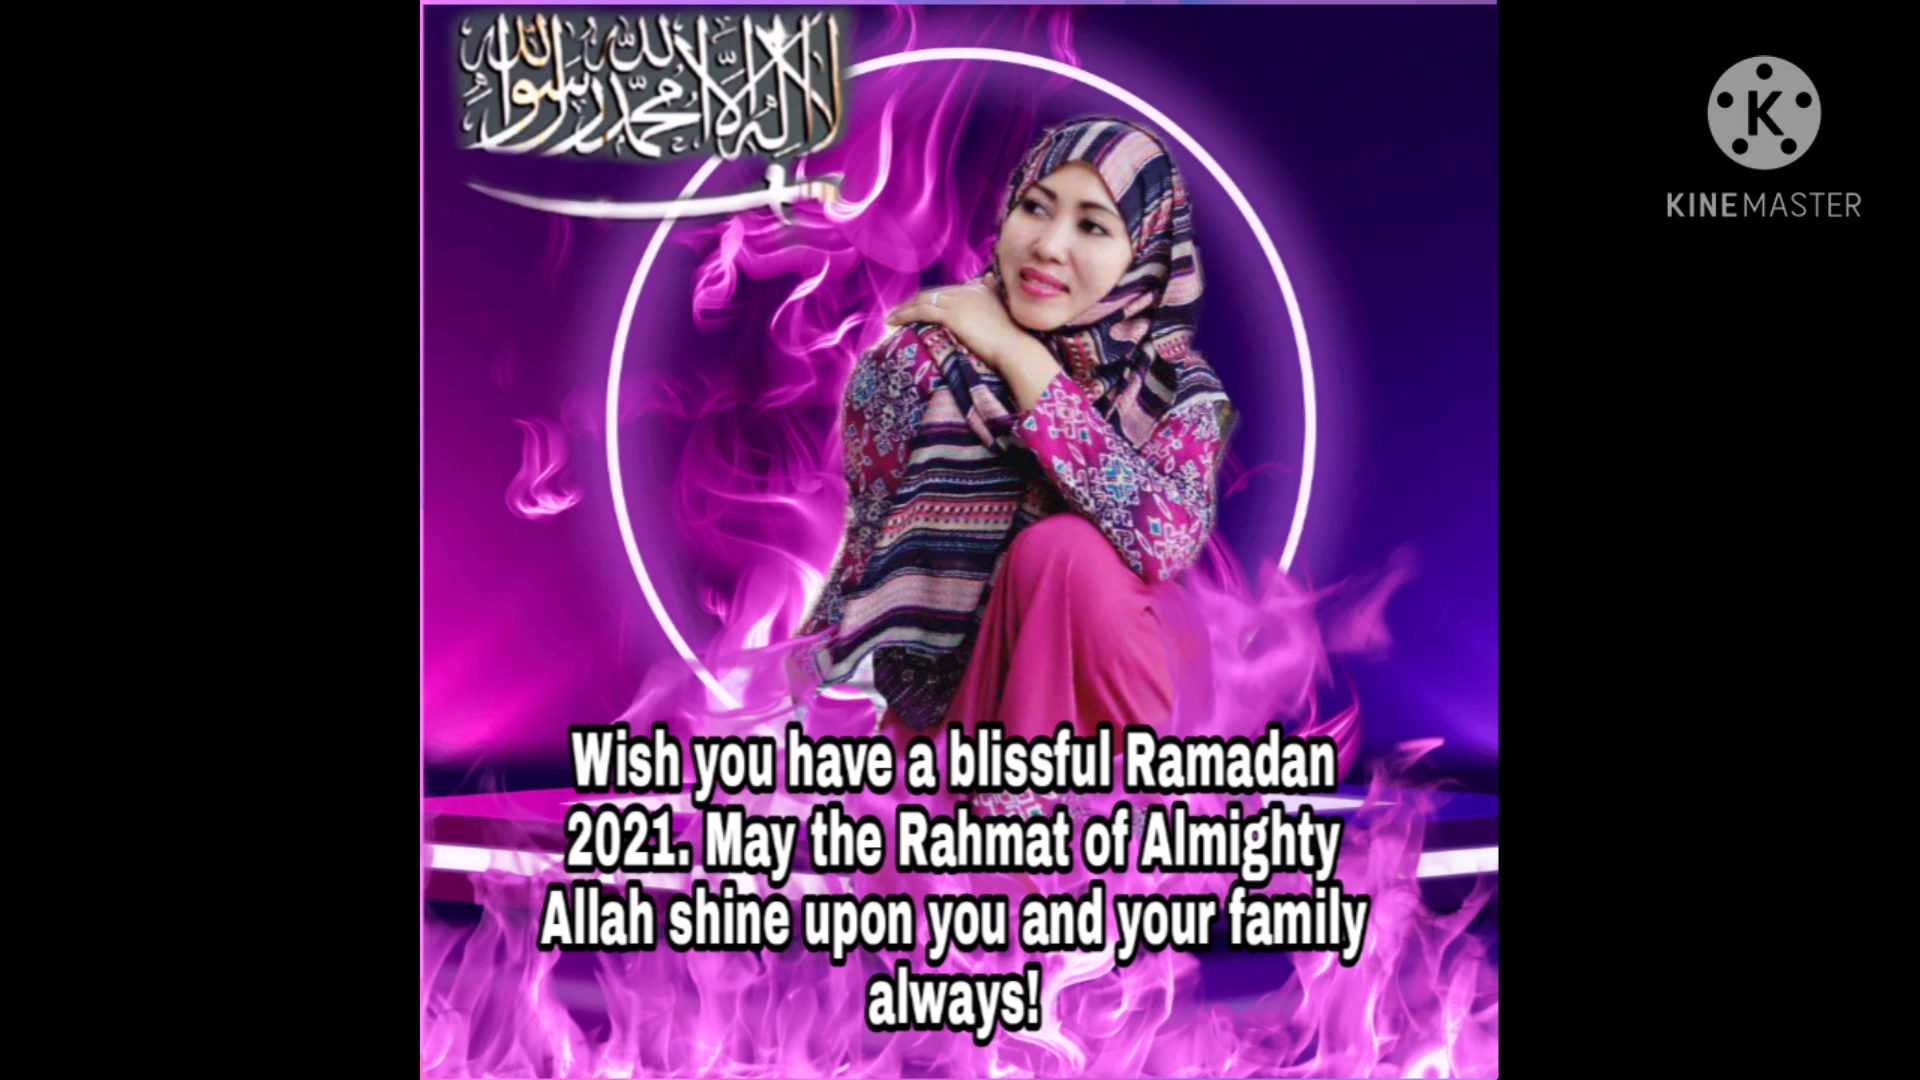 لا إله إلا الله محمد رسول الله
K
KINEMASTER
Wish you have a blissful Ramadan
2021. May the Rahmat of Almighty
Allah shine upon you and your family
always!